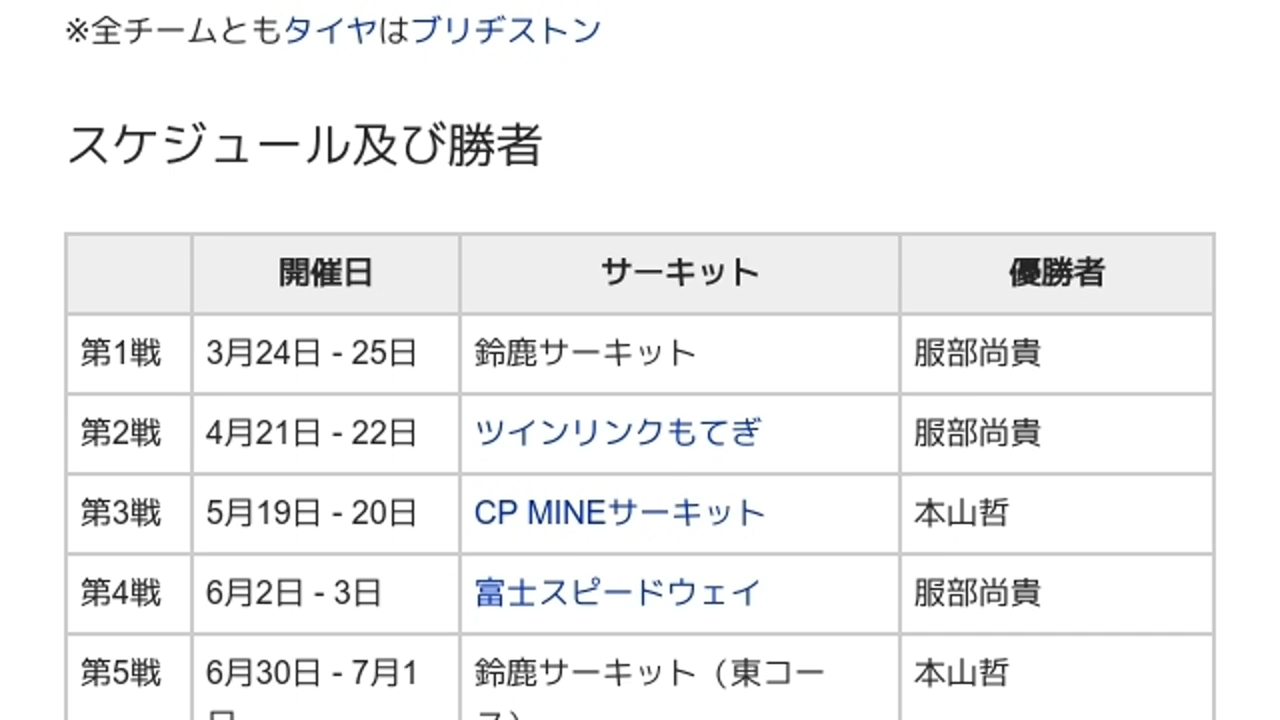 ※全チームともタイヤはブリヂストン
スケジュール及び勝者
開催日 サーキット 優勝者
第1戦 3月24日 - 25日 鈴鹿サーキット 服部尚貴
第2戦 4月21日 - 22日 ツインリンクもてぎ 服部尚貴
第3戦 5月19日 - 20日 CP MINEサーキット 本山哲
第4戦 6月2日 - 3日 富士スピードウェイ 服部尚貴
第5戦 6月30日 - 7月1 鈴鹿サーキット（東コー 本山哲
日 ス）